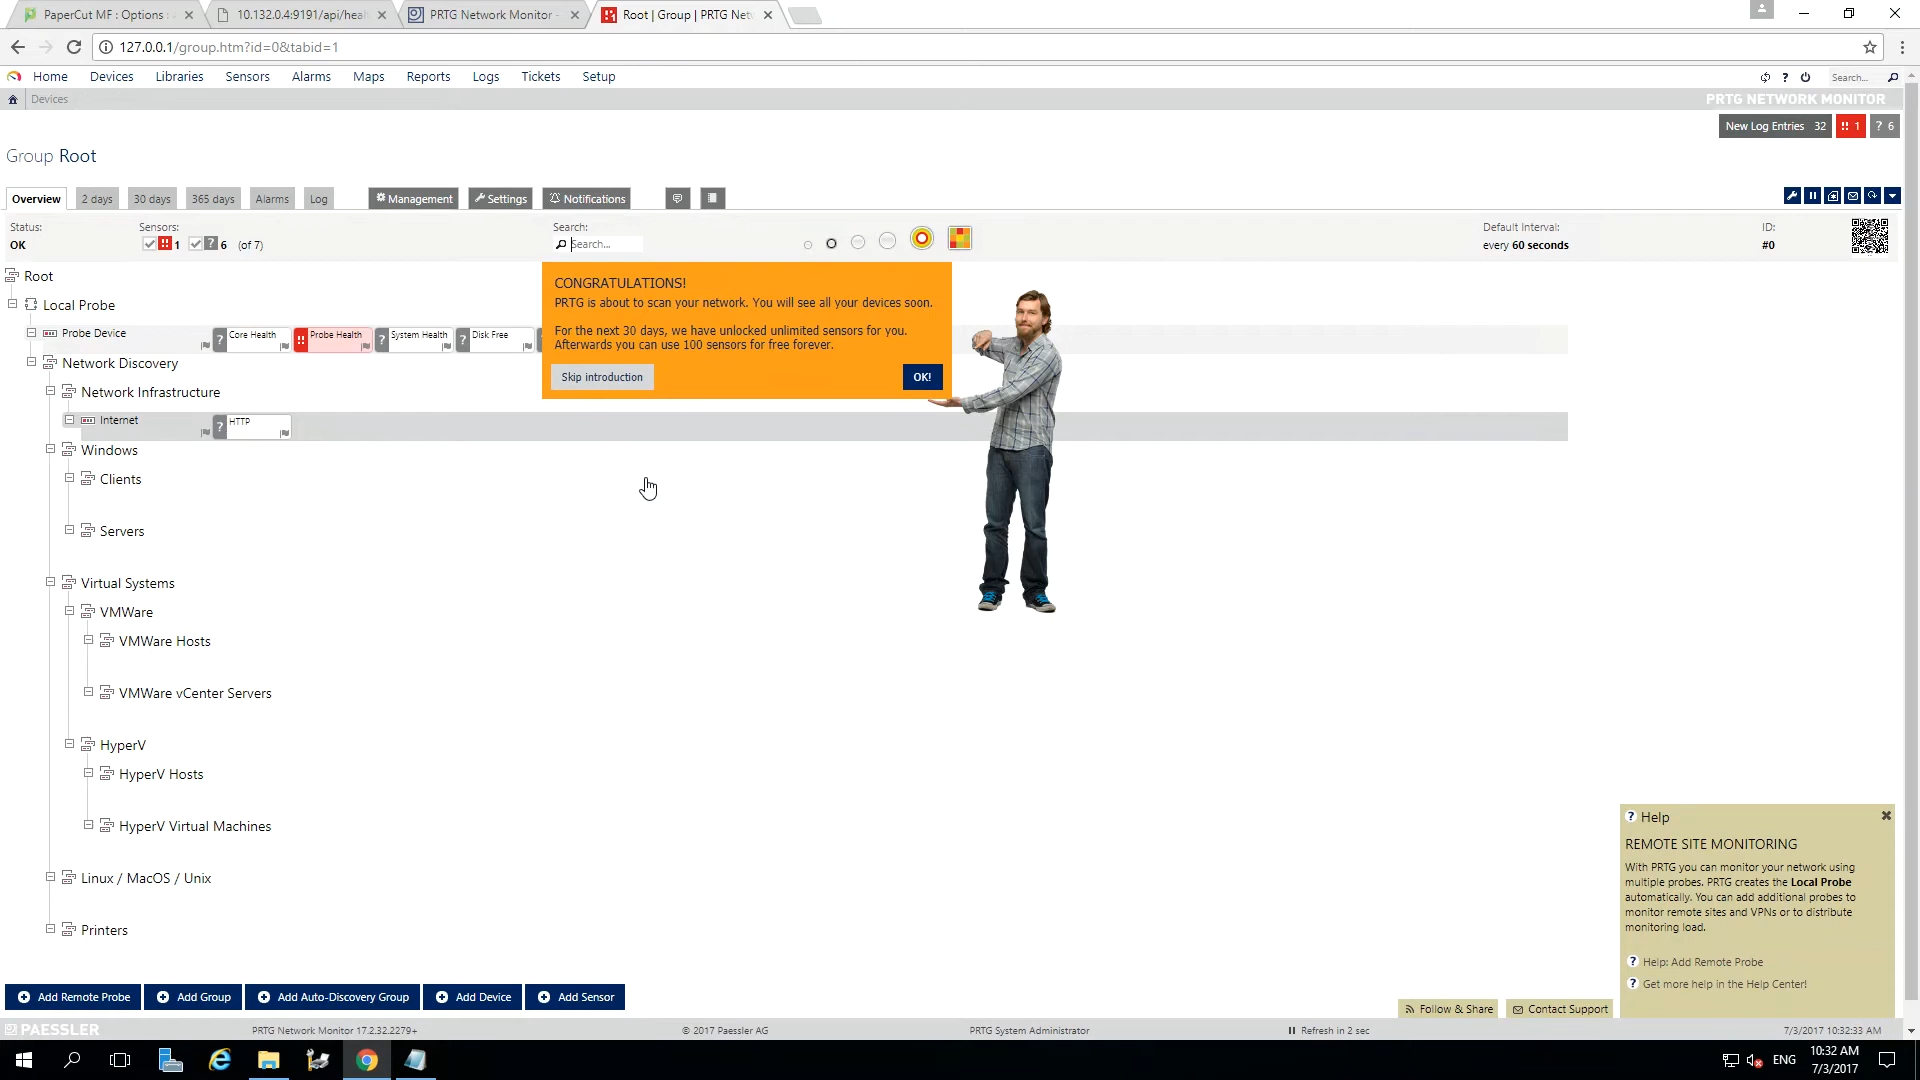 PaperCut MF : Options :
10.132.0.4:9191/api/heal
PRTG Network Monitor -
Root | Group | PRTG Net
127.0.0.1/group.htm?id=0&tabid=1
Home Devices Libraries Sensors Alarms Maps Reports Logs Tickets Setup
Search...
Devices
PRTG NETWORK MONITOR
New Log Entries 32
!! 1
? 6
Group Root
Overview 2 days 30 days 365 days Alarms Log Management Settings Notifications
Status:
OK
Sensors:
!! 1 ? 6 (of 7)
Search:
Search...
Default Interval:
every 60 seconds
ID:
#0
Root
Local Probe
Probe Device
Core Health
Probe Health
System Health
Disk Free
Network Discovery
Network Infrastructure
Internet
HTTP
Windows
Clients
Servers
Virtual Systems
VMWare
VMWare Hosts
VMWare vCenter Servers
HyperV
HyperV Hosts
HyperV Virtual Machines
Linux / MacOS / Unix
Printers
CONGRATULATIONS!
PRTG is about to scan your network. You will see all your devices soon.
For the next 30 days, we have unlocked unlimited sensors for you.
Afterwards you can use 100 sensors for free forever.
Skip introduction
OK!
? Help
REMOTE SITE MONITORING
With PRTG you can monitor your network using
multiple probes. PRTG creates the Local Probe
automatically. You can add additional probes to
monitor remote sites and VPNs or to distribute
monitoring load.
? Help: Add Remote Probe
? Get more help in the Help Center!
Add Remote Probe
Add Group
Add Auto-Discovery Group
Add Device
Add Sensor
Follow & Share
Contact Support
PAESSLER
PRTG Network Monitor 17.2.32.2279+
© 2017 Paessler AG
PRTG System Administrator
Refresh in 2 sec
7/3/2017 10:32:33 AM
ENG
10:32 AM
7/3/2017